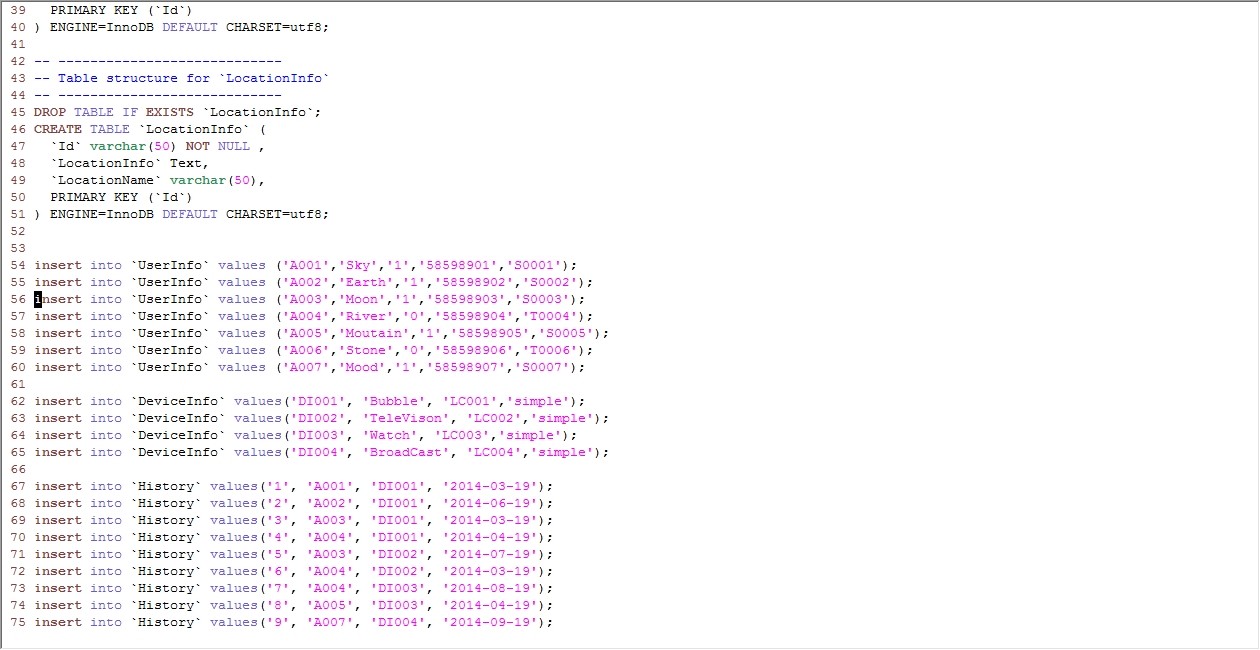 39   PRIMARY KEY (`Id`)
40 ) ENGINE=InnoDB DEFAULT CHARSET=utf8;
41
42 -- ----------------------------
43 -- Table structure for `LocationInfo`
44 -- ----------------------------
45 DROP TABLE IF EXISTS `LocationInfo`;
46 CREATE TABLE `LocationInfo` (
47   `Id` varchar(50) NOT NULL ,
48   `LocationInfo` Text,
49   `LocationName` varchar(50),
50   PRIMARY KEY (`Id`)
51 ) ENGINE=InnoDB DEFAULT CHARSET=utf8;
52
53
54 insert into `UserInfo` values ('A001','Sky','1','58598901','S0001');
55 insert into `UserInfo` values ('A002','Earth','1','58598902','S0002');
56 insert into `UserInfo` values ('A003','Moon','1','58598903','S0003');
57 insert into `UserInfo` values ('A004','River','0','58598904','T0004');
58 insert into `UserInfo` values ('A005','Moutain','1','58598905','S0005');
59 insert into `UserInfo` values ('A006','Stone','0','58598906','T0006');
60 insert into `UserInfo` values ('A007','Mood','1','58598907','S0007');
61
62 insert into `DeviceInfo` values('DI001', 'Bubble', 'LC001','simple');
63 insert into `DeviceInfo` values('DI002', 'TeleVison', 'LC002','simple');
64 insert into `DeviceInfo` values('DI003', 'Watch', 'LC003','simple');
65 insert into `DeviceInfo` values('DI004', 'BroadCast', 'LC004','simple');
66
67 insert into `History` values('1', 'A001', 'DI001', '2014-03-19');
68 insert into `History` values('2', 'A002', 'DI001', '2014-06-19');
69 insert into `History` values('3', 'A003', 'DI001', '2014-03-19');
70 insert into `History` values('4', 'A004', 'DI001', '2014-04-19');
71 insert into `History` values('5', 'A003', 'DI002', '2014-07-19');
72 insert into `History` values('6', 'A004', 'DI002', '2014-03-19');
73 insert into `History` values('7', 'A004', 'DI003', '2014-08-19');
74 insert into `History` values('8', 'A005', 'DI003', '2014-04-19');
75 insert into `History` values('9', 'A007', 'DI004', '2014-09-19');